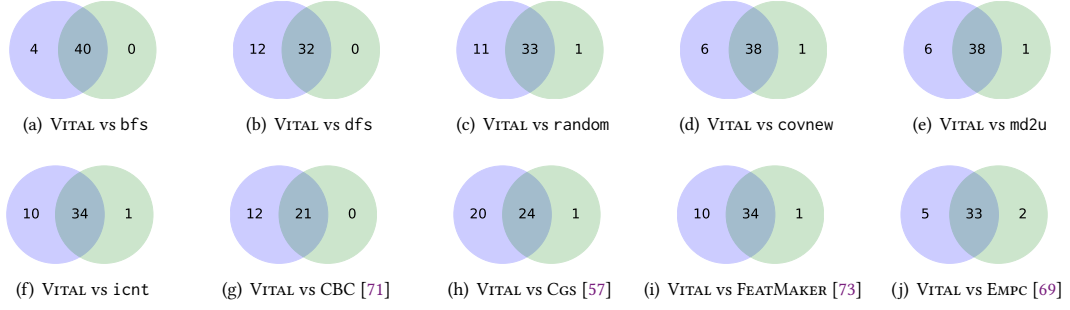 4 40 0
12 32 0
11 33 1
6 38 1
6 38 1
(a) VITAL vs bfs
(b) VITAL vs dfs
(c) VITAL vs random
(d) VITAL vs covnew
(e) VITAL vs md2u
10 34 1
12 21 0
20 24 1
10 34 1
5 33 2
(f) VITAL vs icnt
(g) VITAL vs CBC [71]
(h) VITAL vs CGS [57]
(i) VITAL vs FEATMAKER [73]
(j) VITAL vs EMPC [69]